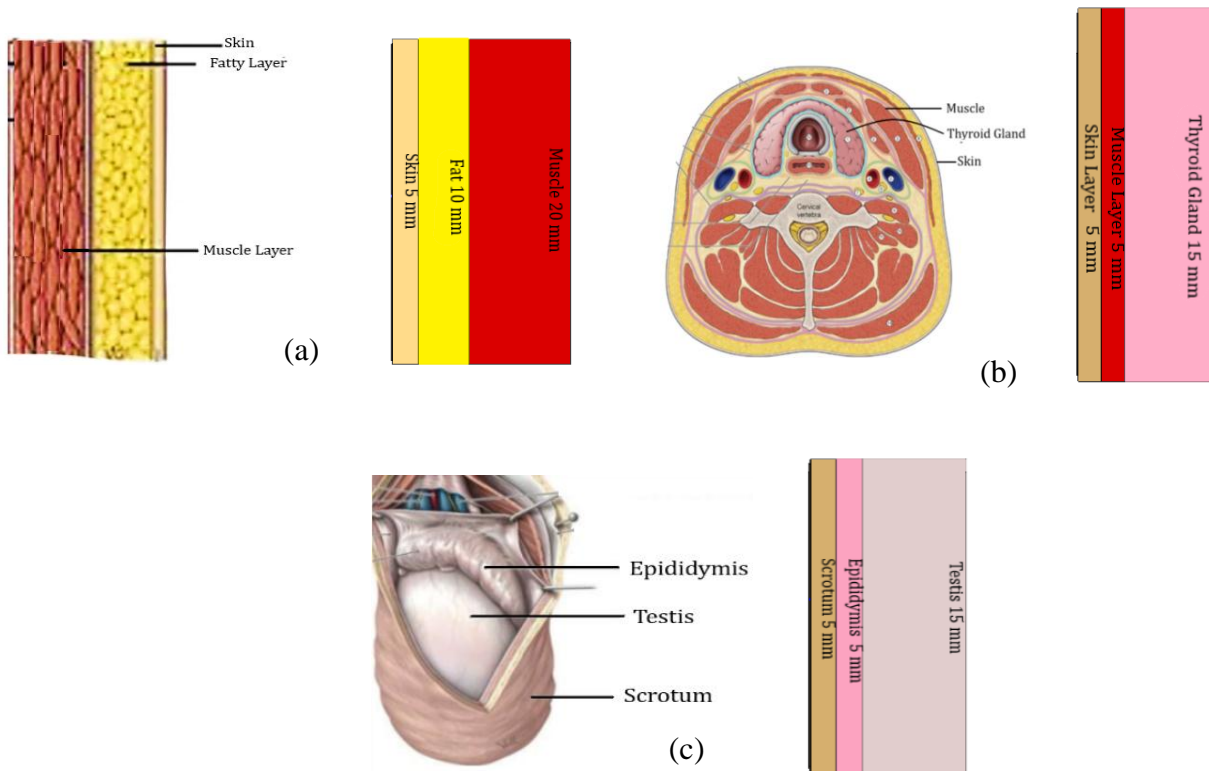 Skin
Fatty Layer
Muscle Layer
Skin 5 mm
Fat 10 mm
Muscle 20 mm
(a)
Muscle
Thyroid Gland
Skin
Cervical
vertebra
Skin Layer 5 mm
Muscle Layer 5 mm
Thyroid Gland 15 mm
(b)
Epididymis
Testis
Scrotum
Scrotum 5 mm
Epididymis 5 mm
Testis 15 mm
(c)